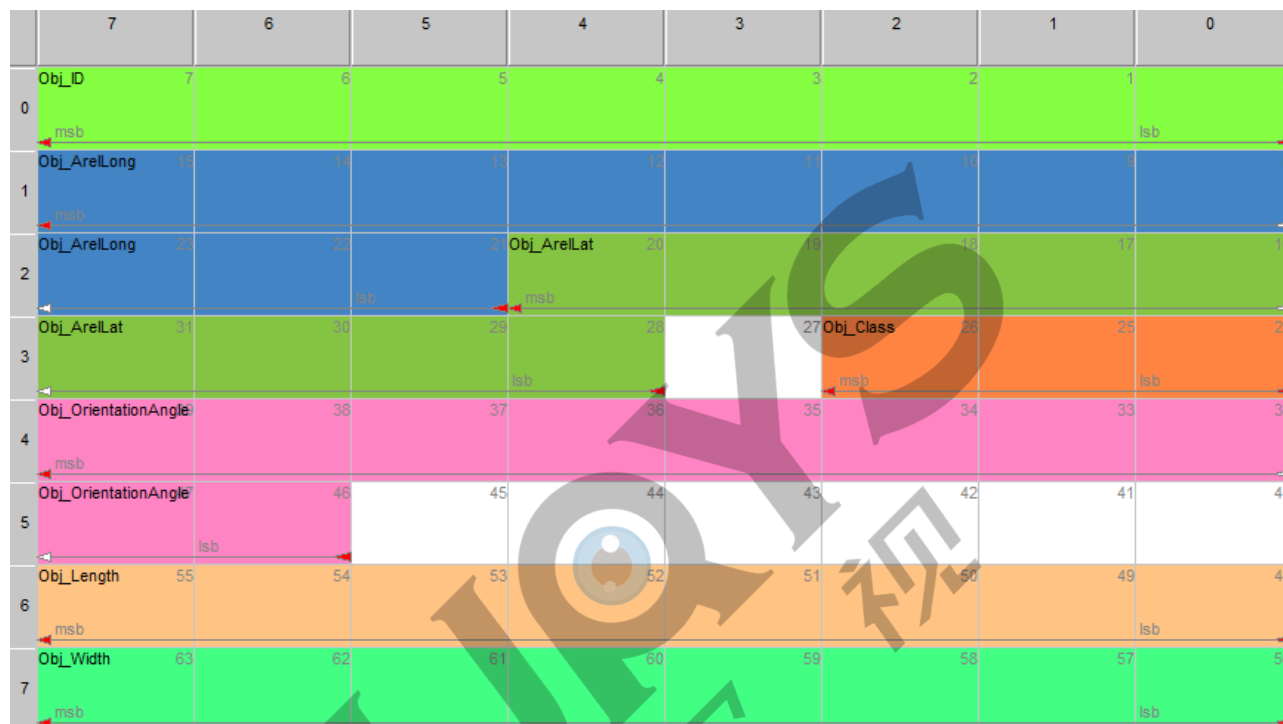 7 6 5 4 3 2 1 0
Obj_ID 7 6 5 4 3 2 1
0
msb lsb
Obj_ArelLong 15 14 13 12 11 10 9
1
msb
Obj_ArelLong 23 22 21 Obj_ArelLat 20 19 18 17
2
lsb msb
Obj_ArelLat 31 30 29 28 27 Obj_Class 26 25
3
lsb msb lsb
Obj_OrientationAngle 38 37 36 35 34 33
4
msb
Obj_OrientationAngle 46 45 44 43 42 41
5
lsb
Obj_Length 55 54 53 52 51 50 49
6
msb lsb
Obj_Width 63 62 61 60 59 58 57
7
msb lsb
视